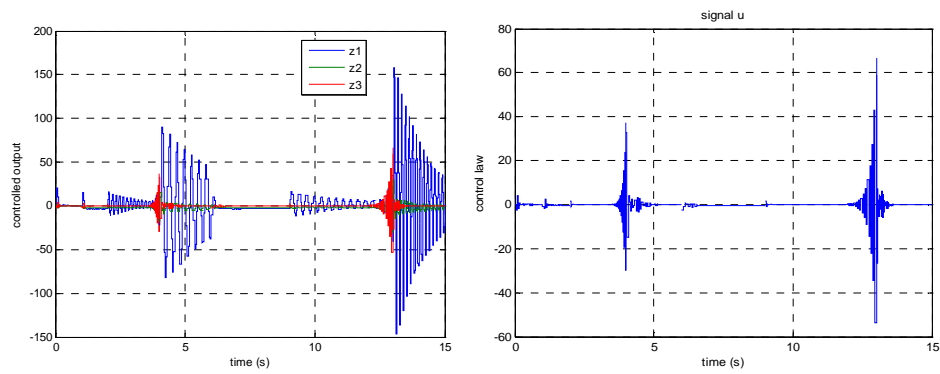 200
150
100
50
0
-50
-100
-150
controlled output
0 5 10 15
time (s)
z1
z2
z3
signal u
80
60
40
20
0
-20
-40
-60
control law
0 5 10 15
time (s)